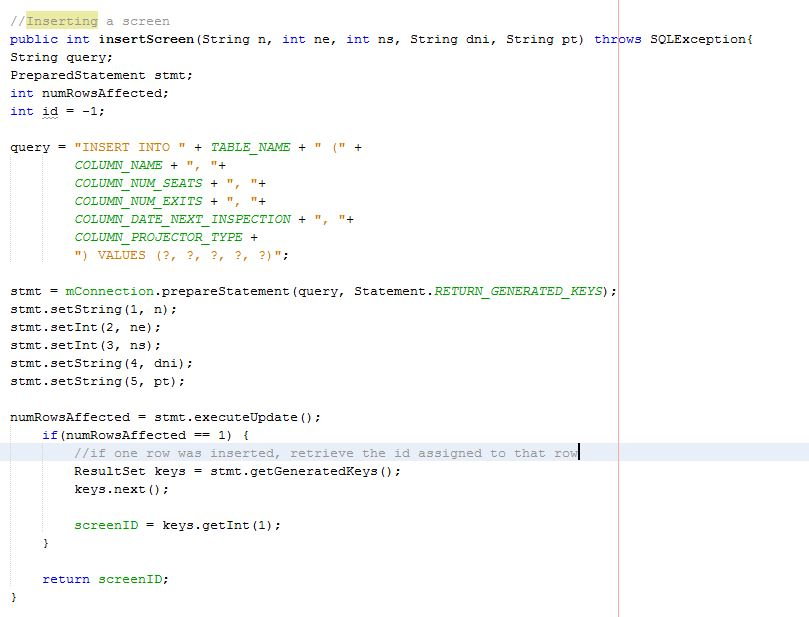 //Inserting a screen
public int insertScreen(String n, int ne, int ns, String dni, String pt) throws SQLException{
String query;
PreparedStatement stmt;
int numRowsAffected;
int id = -1;
query = "INSERT INTO " + TABLE_NAME + " (" +
COLUMN_NAME + ", "+
COLUMN_NUM_SEATS + ", "+
COLUMN_NUM_EXITS + ", "+
COLUMN_DATE_NEXT_INSPECTION + ", "+
COLUMN_PROJECTOR_TYPE +
") VALUES (?, ?, ?, ?, ?)";
stmt = mConnection.prepareStatement(query, Statement.RETURN_GENERATED_KEYS);
stmt.setString(1, n);
stmt.setInt(2, ne);
stmt.setInt(3, ns);
stmt.setString(4, dni);
stmt.setString(5, pt);
numRowsAffected = stmt.executeUpdate();
if(numRowsAffected == 1) {
//if one row was inserted, retrieve the id assigned to that row
ResultSet keys = stmt.getGeneratedKeys();
keys.next();
screenID = keys.getInt(1);
}
return screenID;
}